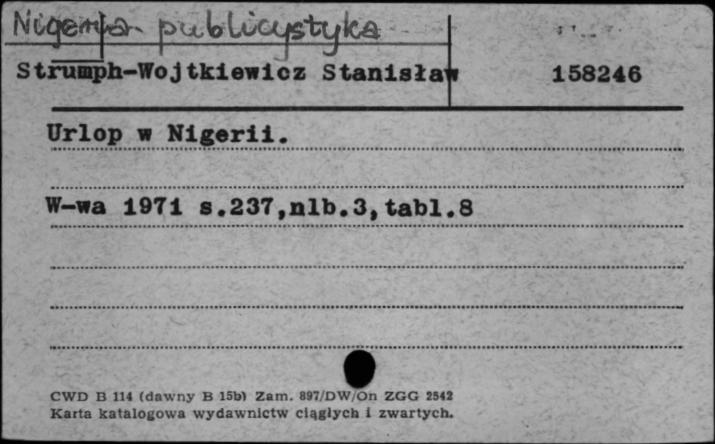 Nigeria- publicystyka
Strumph-Wojtkiewicz Stanisław 158246
Urlop w Nigerii.
W-wa 1971 s.237,nlb.3,tabl.8
CWD B 114 (dawny B 15b) Zam. 897/DW/On ZGG 2542
Karta katalogowa wydawnictw ciągłych i zwartych.